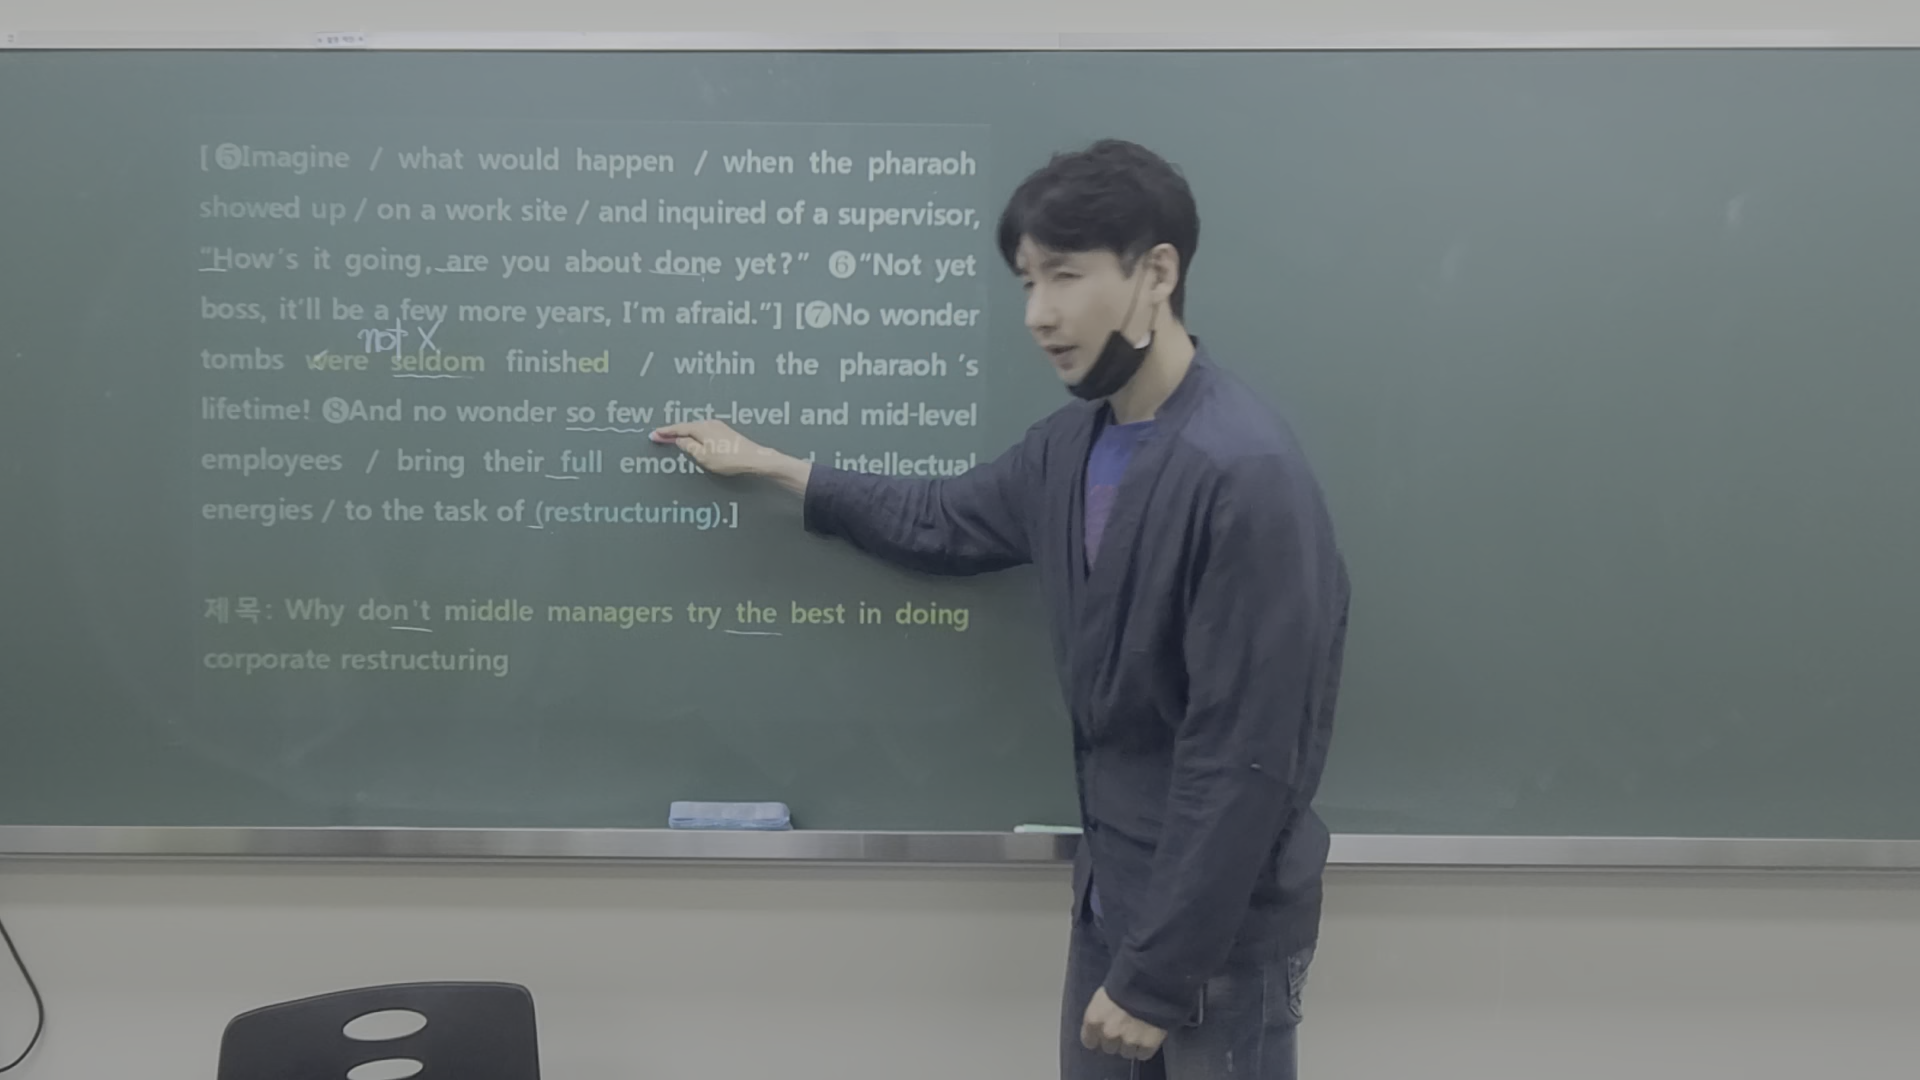 [ ❺Imagine / what would happen / when the pharaoh
showed up / on a work site / and inquired of a supervisor,
“How's it going, are you about done yet?” ❻“Not yet
boss, it'll be a few more years, I'm afraid.”] [❼No wonder
not X
tombs were seldom finished / within the pharaoh 's
lifetime! ❽And no wonder so few first–level and mid-level
employees / bring their full intellectual
energies / to the task of (restructuring).]
제목: Why don't middle managers try the best in doing
corporate restructuring